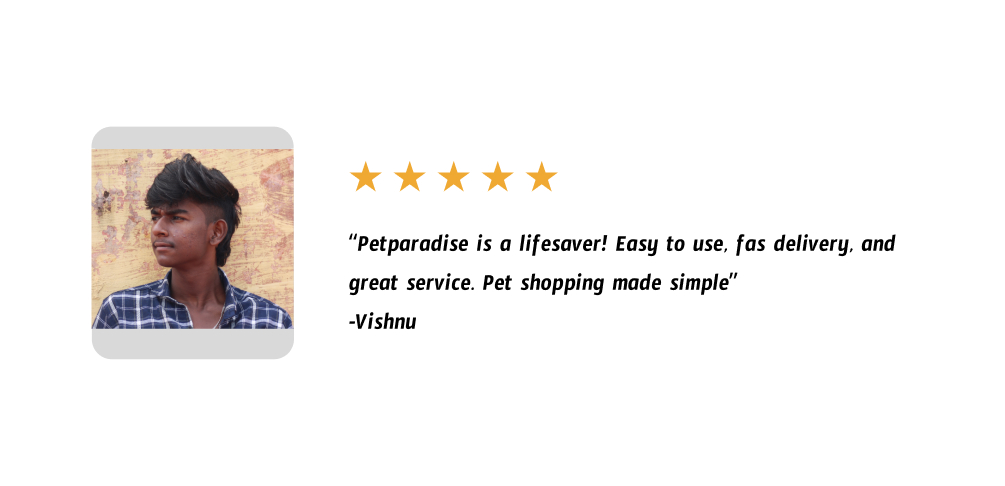 “Petparadise is a lifesaver! Easy to use, fas delivery, and
great service. Pet shopping made simple”
-Vishnu